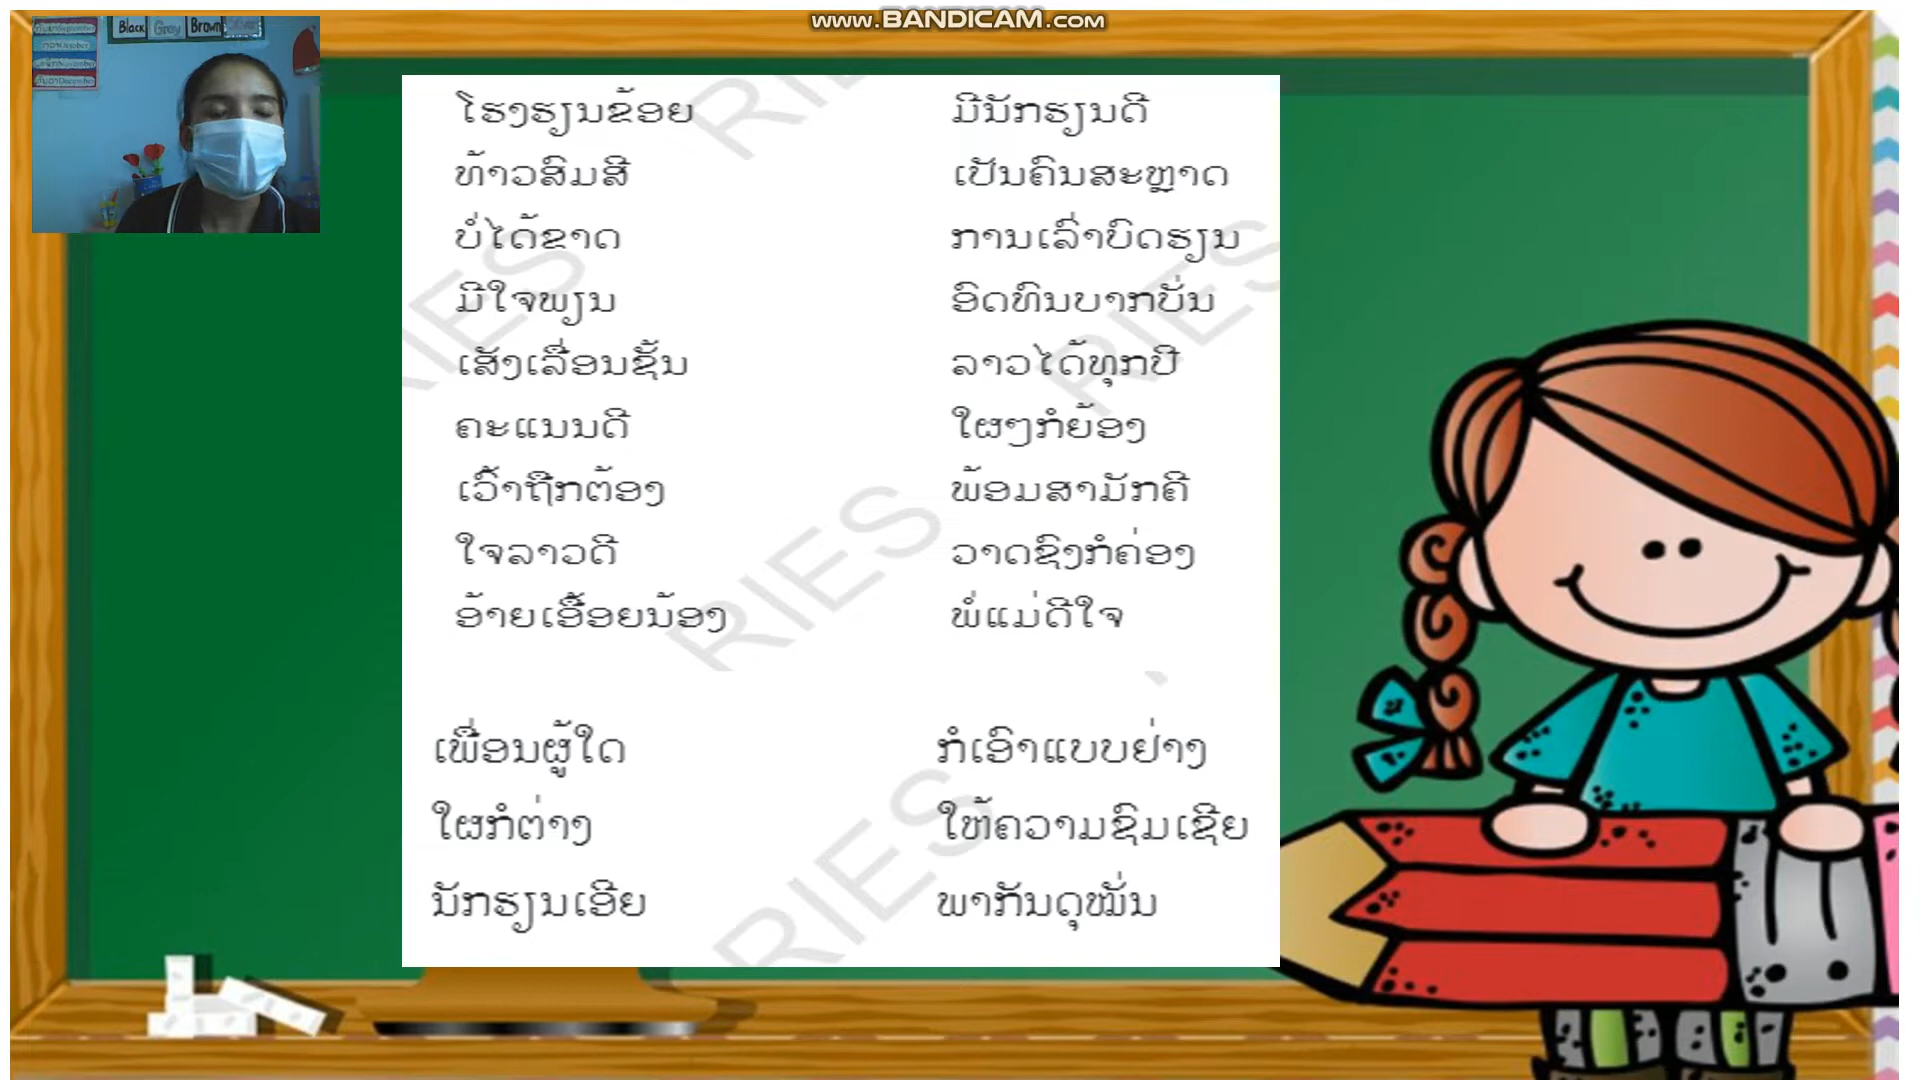 www.BANDICAM.com
Black Gray Brown
ໂຮງຮຽນຂ້ອຍ ມີນັກຮຽນດີ
ທ້າວສົມສີ ເປັນຄົນສະຫຼາດ
ບໍ່ໄດ້ຂາດ ການເລົ່າບົດຮຽນ
ມີໃຈພຽນ ອົດທົນບາກບັ່ນ
ເສັງເລື່ອນຊັ້ນ ລາວໄດ້ທຸກປີ
ຄະແນນດີ ໃຜໆກໍຍ້ອງ
ເວົ້າຖືກຕ້ອງ ພ້ອມສາມັກຄີ
ໃຈລາວດີ ວາດຊົງກໍຄ່ອງ
ອ້າຍເອື້ອຍນ້ອງ ພໍ່ແມ່ດີໃຈ
ເພື່ອນຜູ້ໃດ ກໍເອົາແບບຢ່າງ
ໃຜກໍຕ່າງ ໃຫ້ຄວາມຊົມເຊີຍ
ນັກຮຽນເອີຍ ພາກັນດຸໝັ່ນ
RIES
RIES
RIES
RIES
RIES